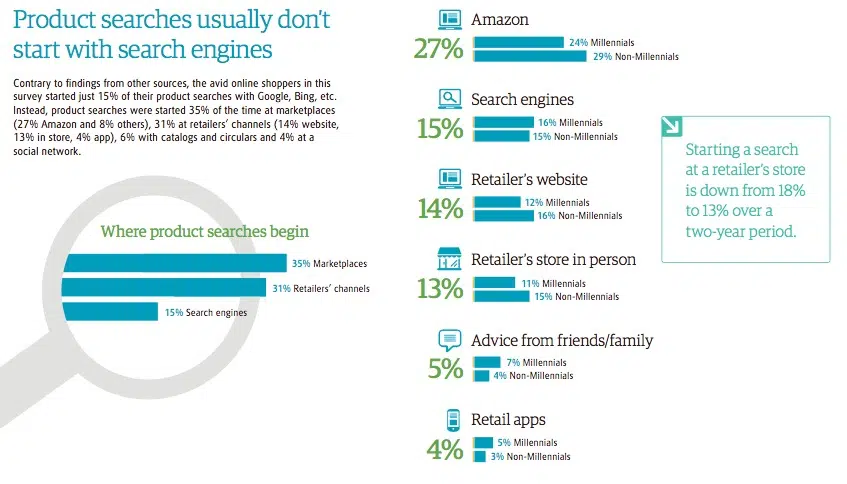 Product searches usually don't
start with search engines
Contrary to findings from other sources, the avid online shoppers in this
survey started just 15% of their product searches with Google, Bing, etc.
Instead, product searches were started 35% of the time at marketplaces
(27% Amazon and 8% others), 31% at retailers' channels (14% website,
13% in store, 4% app), 6% with catalogs and circulars and 4% at a
social network.
Where product searches begin
35% Marketplaces
31% Retailers' channels
15% Search engines
Amazon
27%
24% Millennials
29% Non-Millennials
Search engines
15%
16% Millennials
15% Non-Millennials
Retailer's website
14%
12% Millennials
16% Non-Millennials
Retailer's store in person
13%
11% Millennials
15% Non-Millennials
Advice from friends/family
5%
7% Millennials
4% Non-Millennials
Retail apps
4%
5% Millennials
3% Non-Millennials
Starting a search
at a retailer's store
is down from 18%
to 13% over a
two-year period.